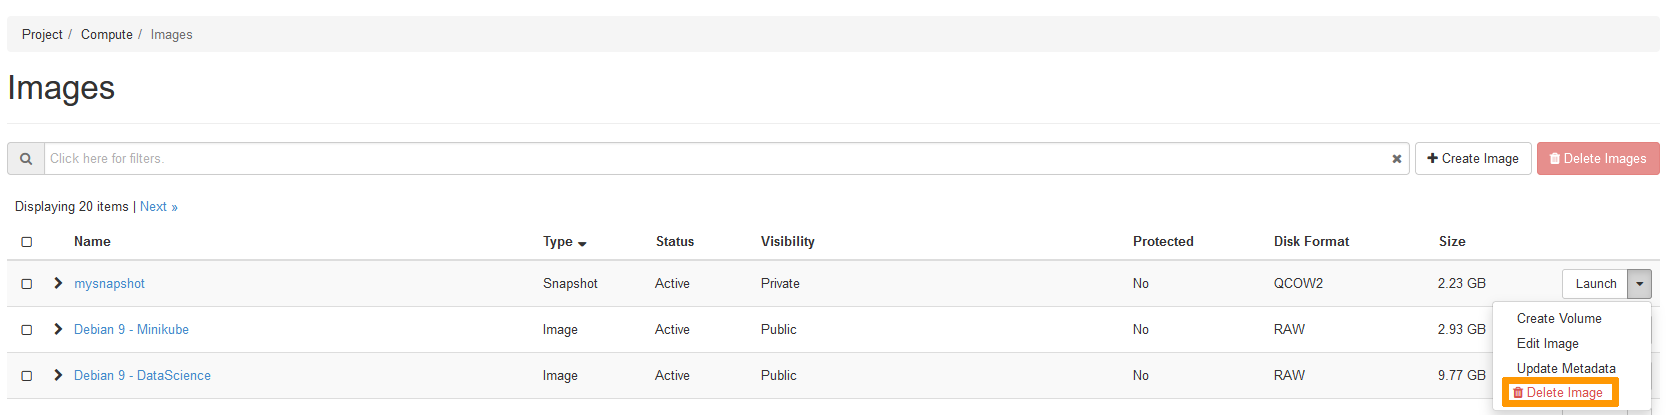 Project / Compute / Images
Images
Click here for filters.
Create Image
Delete Images
Displaying 20 items | Next »
Name Type Status Visibility Protected Disk Format Size
mysnapshot Snapshot Active Private No QCOW2 2.23 GB Launch
Create Volume
Debian 9 - Minikube Image Active Public No RAW 2.93 GB
Edit Image
Update Metadata
Debian 9 - DataScience Image Active Public No RAW 9.77 GB
Delete Image